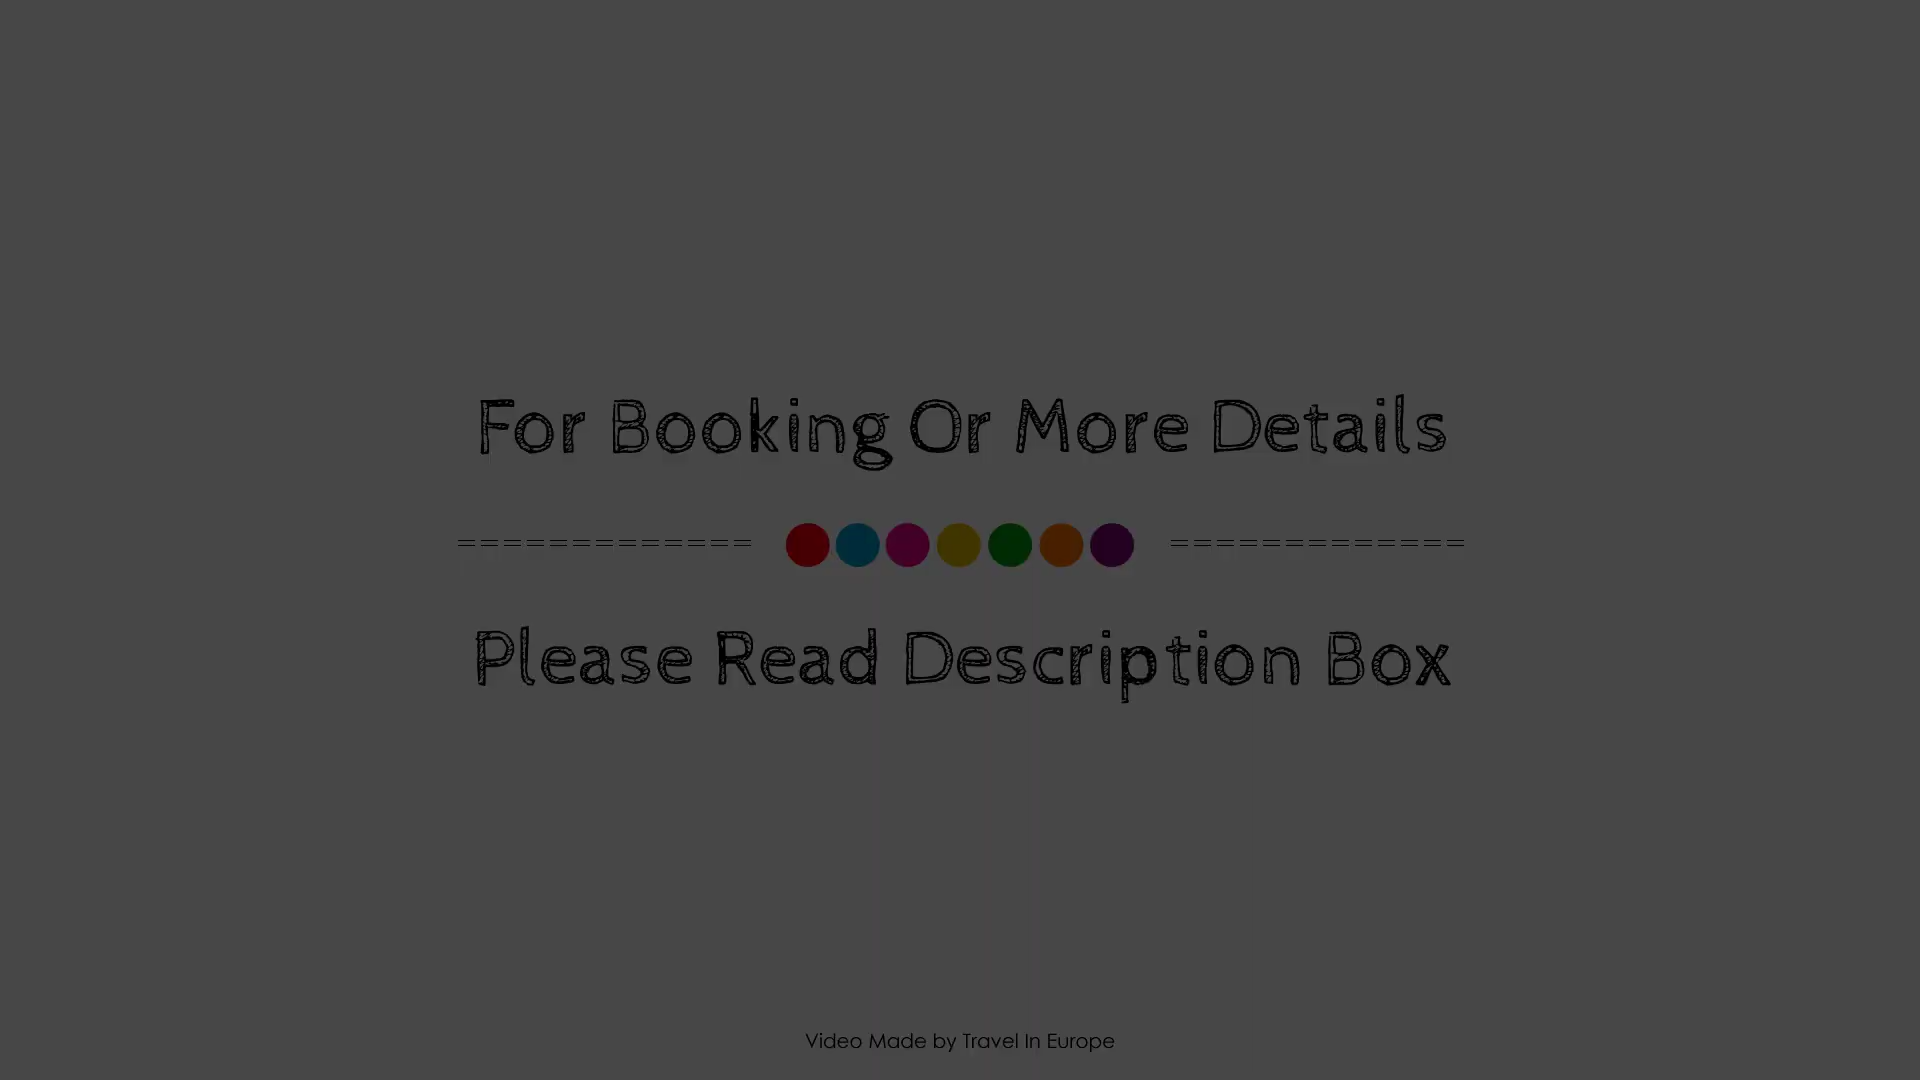 For Booking Or More Details
============= =============
Please Read Description Box
Video Made by Travel In Europe